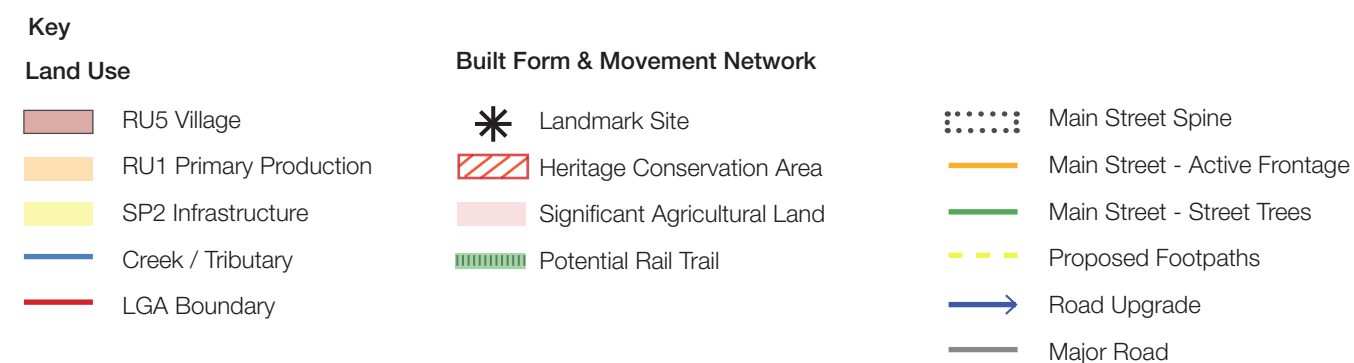 Key
Land Use
RU5 Village
RU1 Primary Production
SP2 Infrastructure
Creek / Tributary
LGA Boundary
Built Form & Movement Network
Landmark Site
Heritage Conservation Area
Significant Agricultural Land
Potential Rail Trail
Main Street Spine
Main Street - Active Frontage
Main Street - Street Trees
Proposed Footpaths
Road Upgrade
Major Road